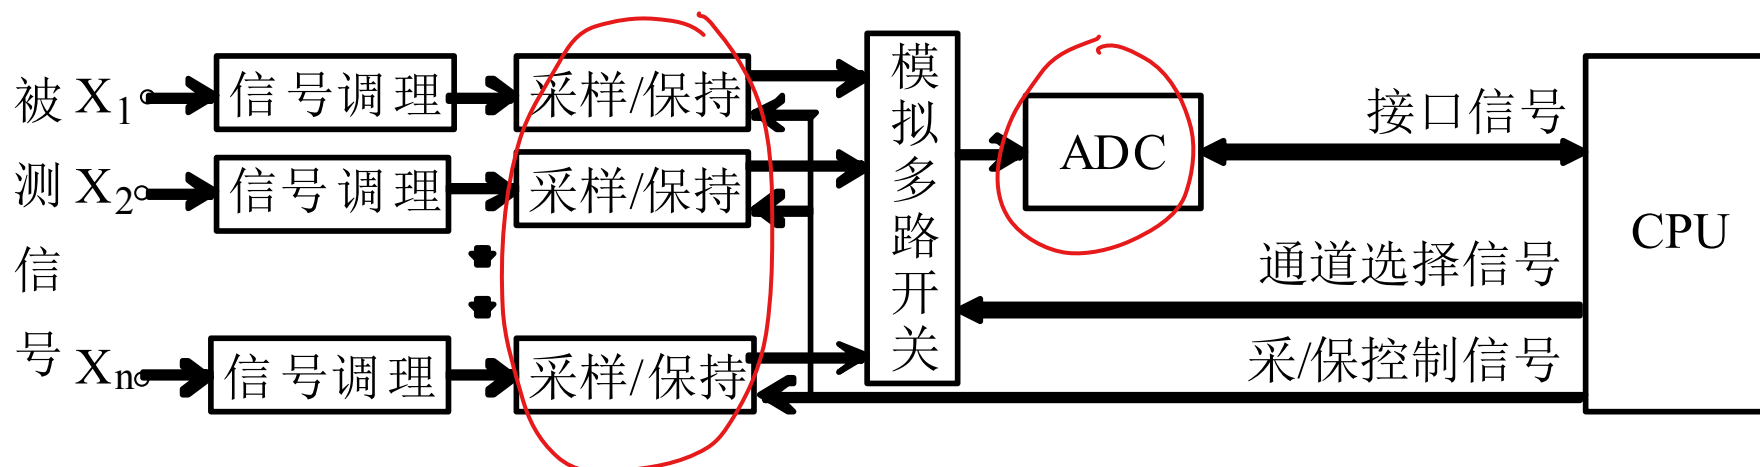 被测信号
X1 信号调理 采样/保持
X2 信号调理 采样/保持
Xn 信号调理 采样/保持
模拟多路开关
ADC
接口信号
通道选择信号
采/保控制信号
CPU